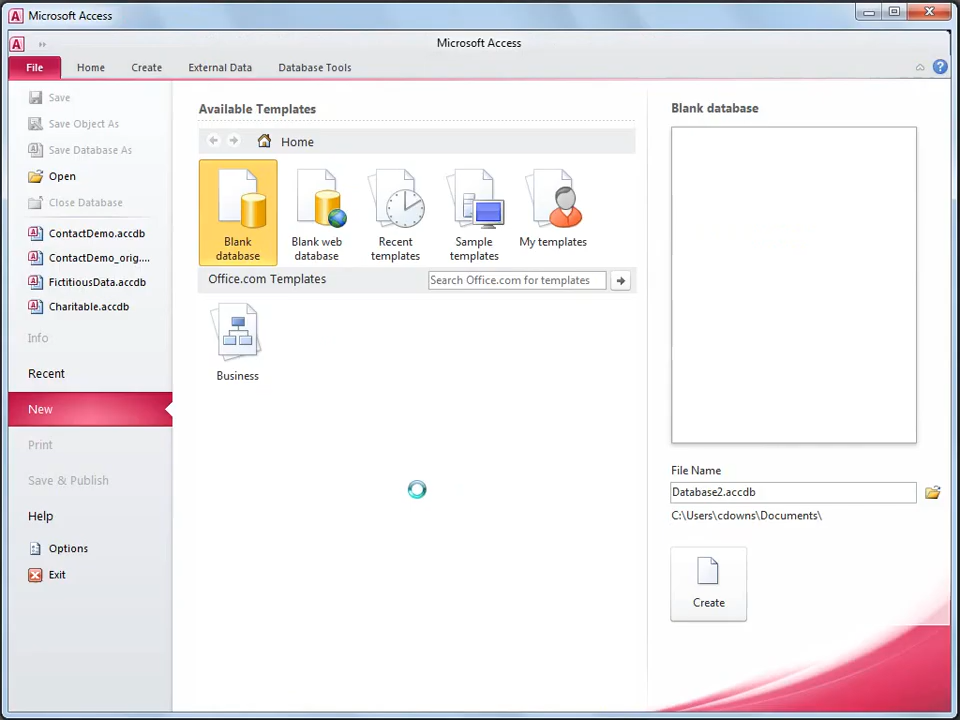 Microsoft Access
Microsoft Access
File Home Create External Data Database Tools
Save
Save Object As
Save Database As
Open
Close Database
ContactDemo.accdb
ContactDemo_orig....
FictitiousData.accdb
Charitable.accdb
Info
Recent
New
Print
Save & Publish
Help
Options
Exit
Available Templates
Home
Blank database
Blank web database
Recent templates
Sample templates
My templates
Office.com Templates
Search Office.com for templates
Business
Blank database
File Name
Database2.accdb
C:\Users\cdowns\Documents\
Create